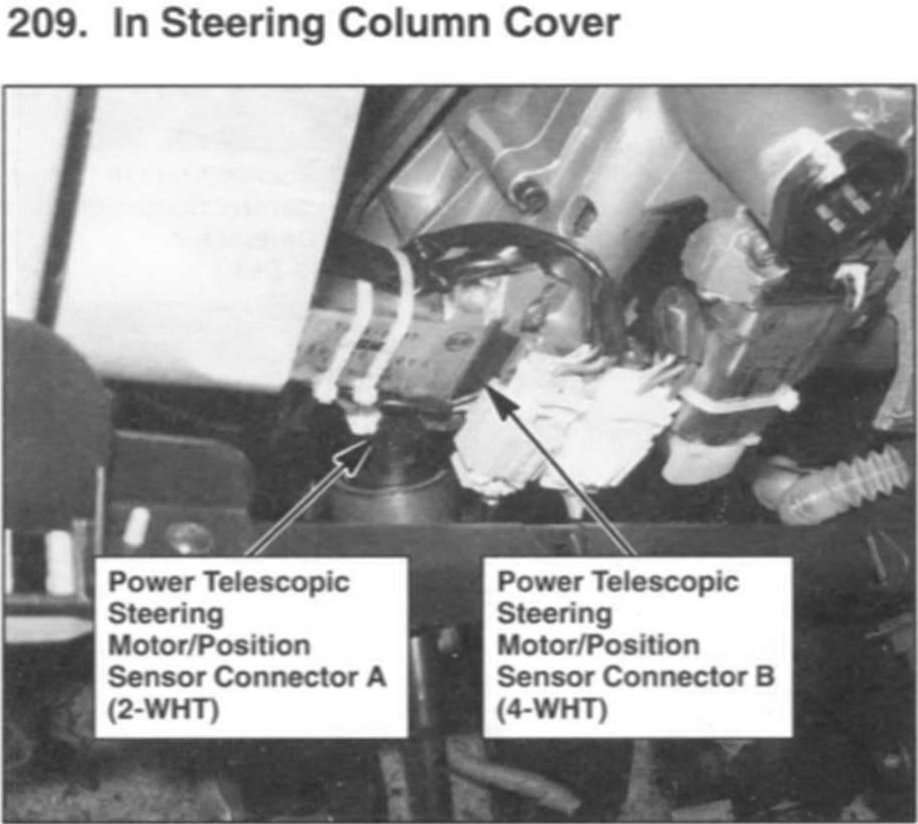 209. In Steering Column Cover
Power Telescopic
Steering
Motor/Position
Sensor Connector A
(2-WHT)
Power Telescopic
Steering
Motor/Position
Sensor Connector B
(4-WHT)